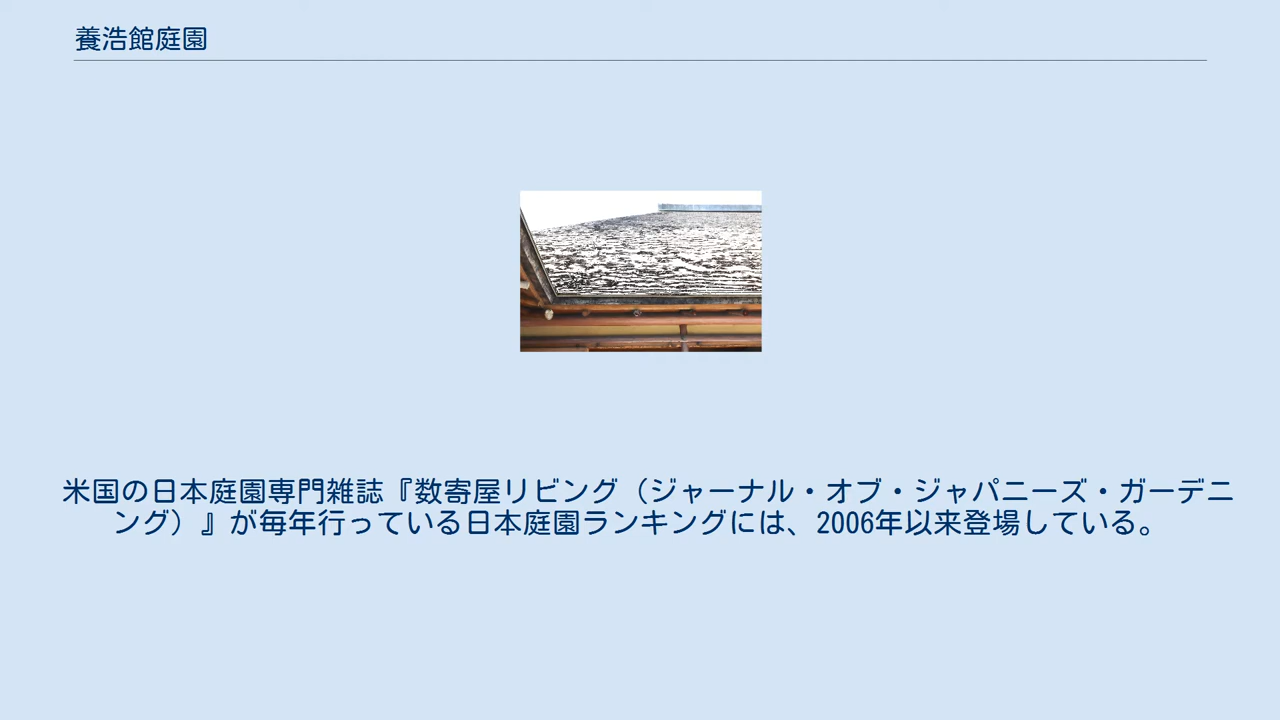 養浩館庭園
米国の日本庭園専門雑誌『数寄屋リビング（ジャーナル・オブ・ジャパニーズ・ガーデニ
ング）』が毎年行っている日本庭園ランキングには、2006年以来登場している。